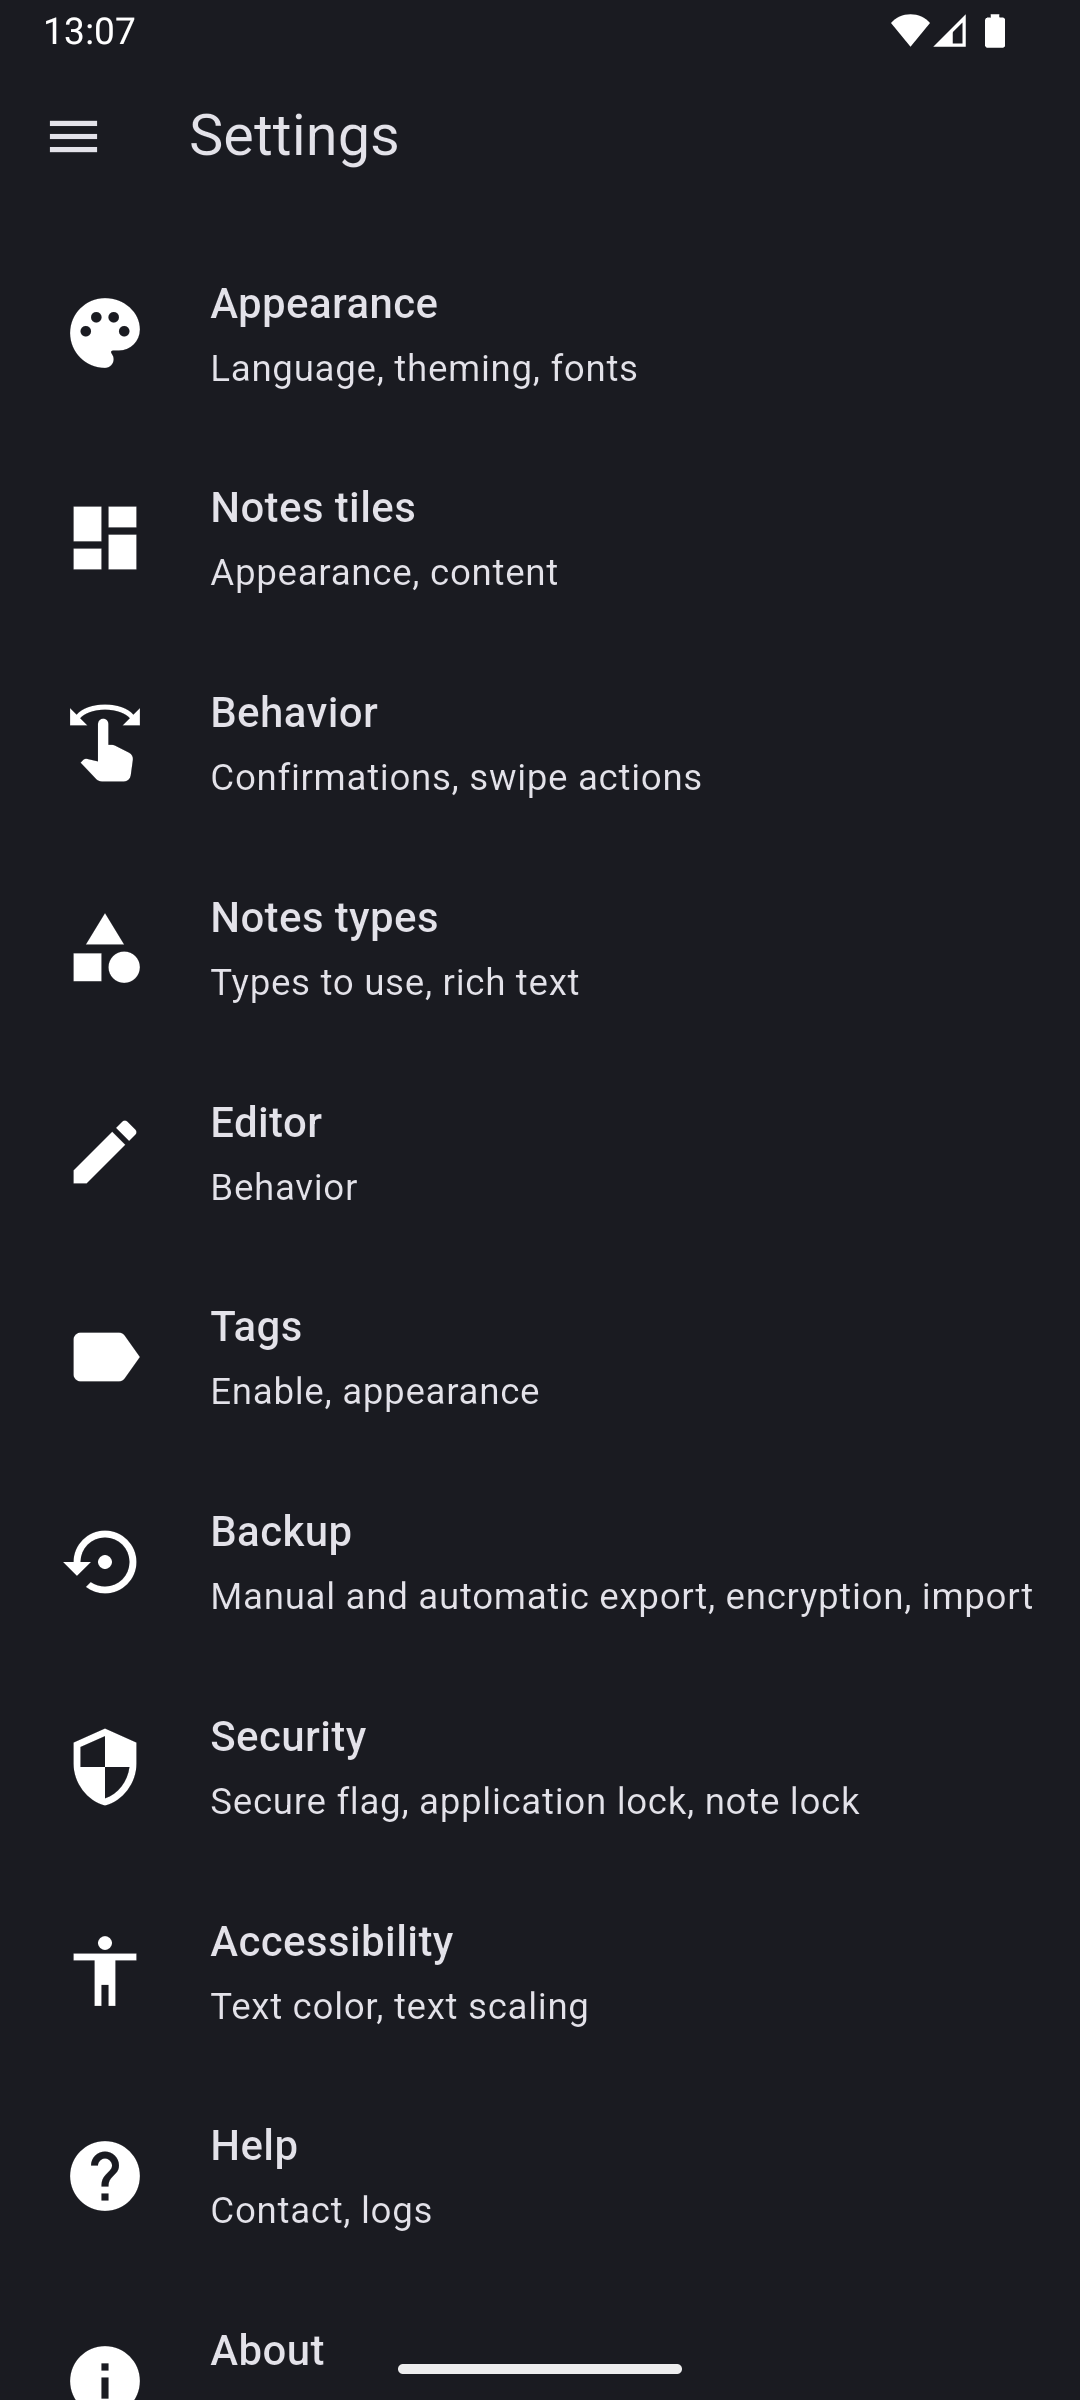 13:07
Settings
Appearance
Language, theming, fonts
Notes tiles
Appearance, content
Behavior
Confirmations, swipe actions
Notes types
Types to use, rich text
Editor
Behavior
Tags
Enable, appearance
Backup
Manual and automatic export, encryption, import
Security
Secure flag, application lock, note lock
Accessibility
Text color, text scaling
Help
Contact, logs
About